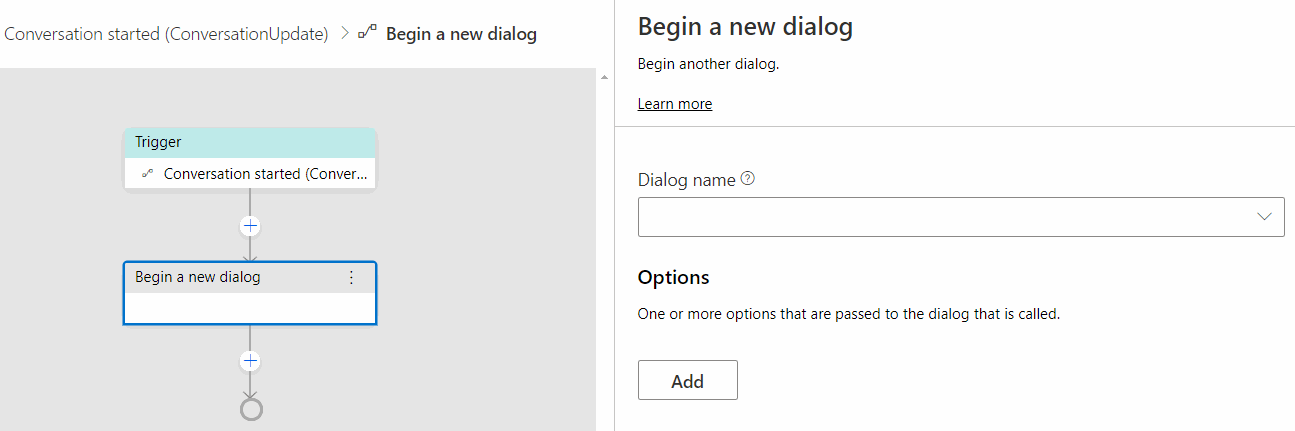 Conversation started (ConversationUpdate) > Begin a new dialog
Trigger
Conversation started (Conver...
Begin a new dialog
Begin a new dialog
Begin another dialog.
Learn more
Dialog name
Options
One or more options that are passed to the dialog that is called.
Add